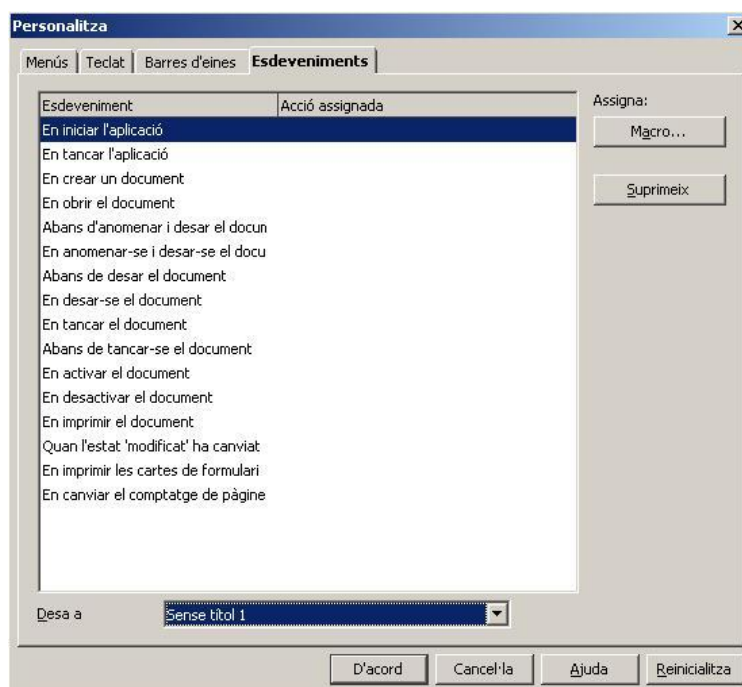 Personalitza
Menús Teclat Barres d'eines Esdeveniments
Esdeveniment Acció assignada
Assigna:
En iniciar l'aplicació
Macro...
En tancar l'aplicació
En crear un document
Suprimeix
En obrir el document
Abans d'anomenar i desar el docun
En anomenar-se i desar-se el docu
Abans de desar el document
En desar-se el document
En tancar el document
Abans de tancar-se el document
En activar el document
En desactivar el document
En imprimir el document
Quan l'estat 'modificat' ha canviat
En imprimir les cartes de formulari
En canviar el comptatge de pàgine
Desa a Sense títol 1
D'acord Cancel·la Ajuda Reinicialitza